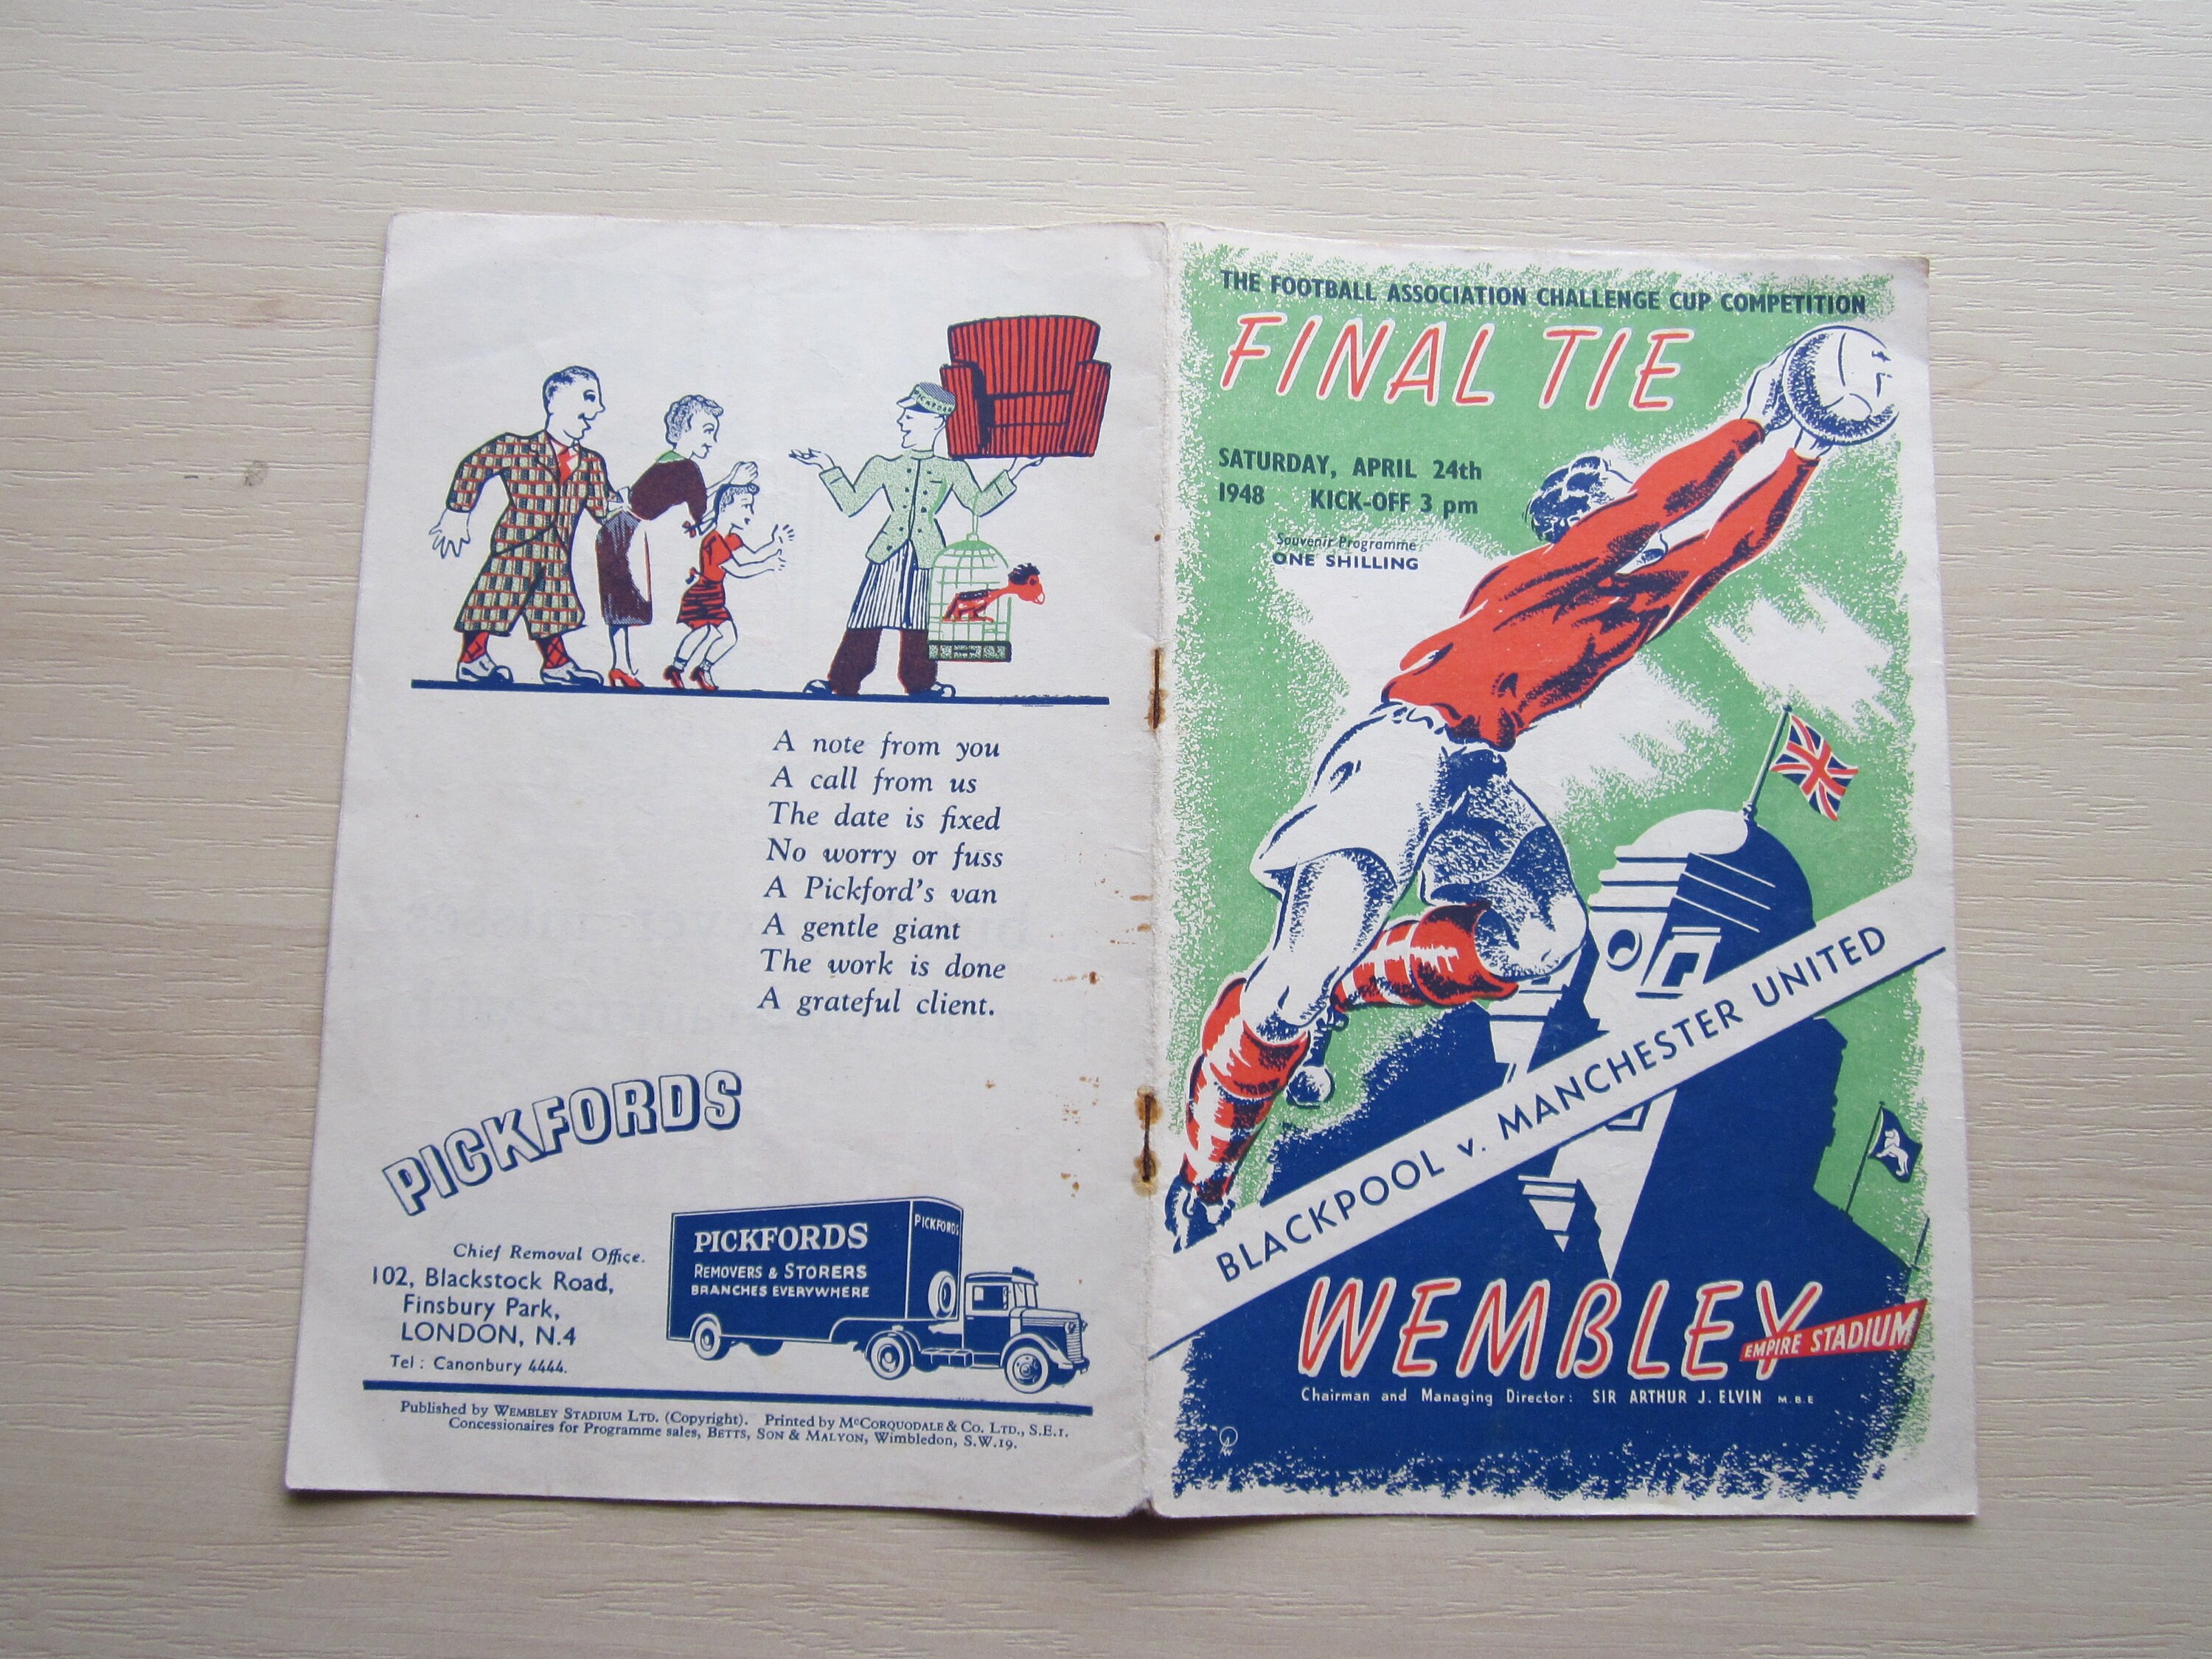 PICKFORDS
A note from you
A call from us
The date is fixed
No worry or fuss
A Pickford's van
A gentle giant
The work is done
A grateful client.
PICKFORDS
Chief Removal Office.
102, Blackstock Road,
Finsbury Park,
LONDON, N.4
Tel: Canonbury 4444.
PICKFORDS
REMOVERS & STORERS
BRANCHES EVERYWHERE
PICKFORDS
Published by WEMBLEY STADIUM LTD. (Copyright). Printed by McCORQUODALE & Co. LTD., S.E.1.
Concessionaires for Programme sales, BETTS, SON & MALYON, Wimbledon, S.W.19.
THE FOOTBALL ASSOCIATION CHALLENGE CUP COMPETITION
FINAL TIE
SATURDAY, APRIL 24th
1948 KICK-OFF 3 pm
Souvenir Programme
ONE SHILLING
BLACKPOOL v. MANCHESTER UNITED
WEMBLEY
EMPIRE STADIUM
Chairman and Managing Director: SIR ARTHUR J. ELVIN M.B.E